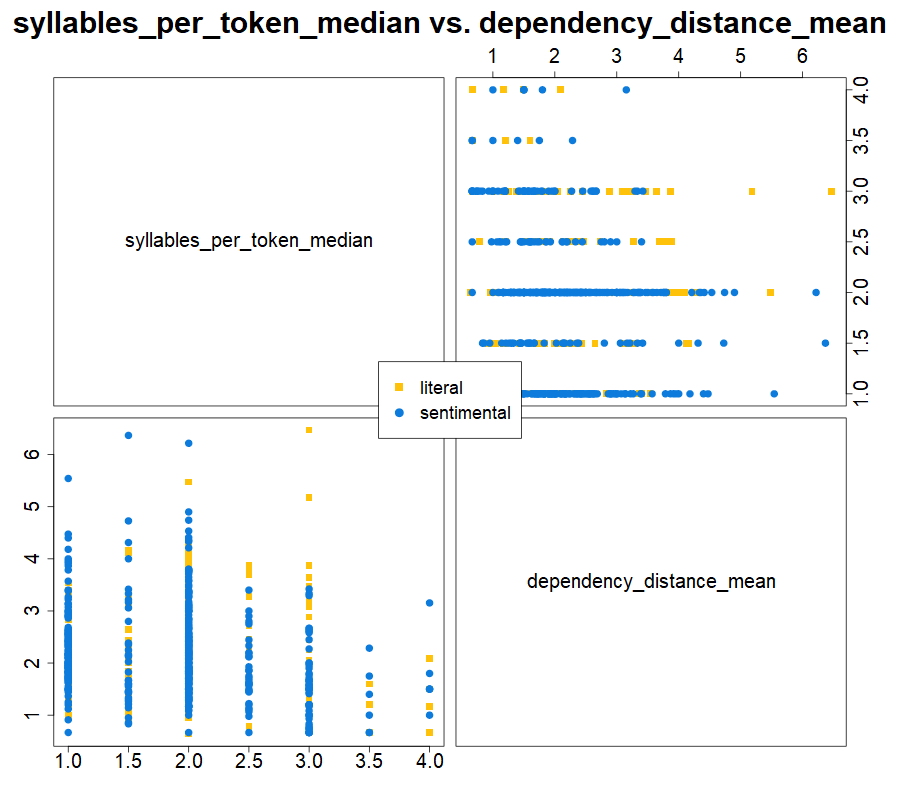 syllables_per_token_median vs. dependency_distance_mean
1 2 3 4 5 6
syllables_per_token_median
4.0
3.5
3.0
2.5
2.0
1.5
1.0
literal
sentimental
6
5
4
3
2
1
dependency_distance_mean
1.0 1.5 2.0 2.5 3.0 3.5 4.0